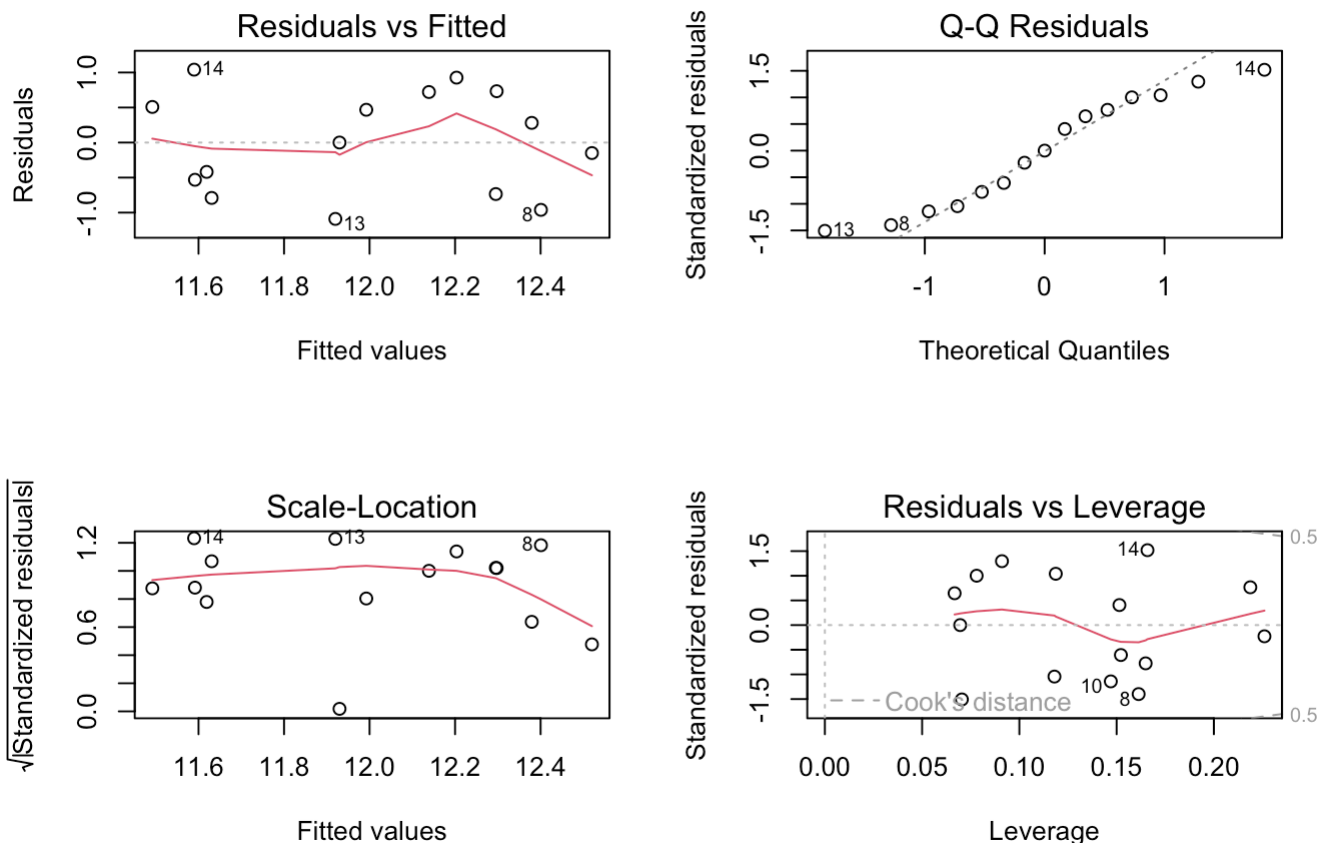 Residuals vs Fitted
Residuals
1.0
0.0
-1.0
14
13
8
11.6 11.8 12.0 12.2 12.4
Fitted values
Q-Q Residuals
Standardized residuals
1.5
0.0
-1.5
14
13
8
-1 0 1
Theoretical Quantiles
Scale-Location
√|Standardized residuals|
1.2
0.6
0.0
14
13
8
11.6 11.8 12.0 12.2 12.4
Fitted values
Residuals vs Leverage
Standardized residuals
1.5
0.0
-1.5
0.5
14
10
8
Cook's distance
0.5
0.00 0.05 0.10 0.15 0.20
Leverage